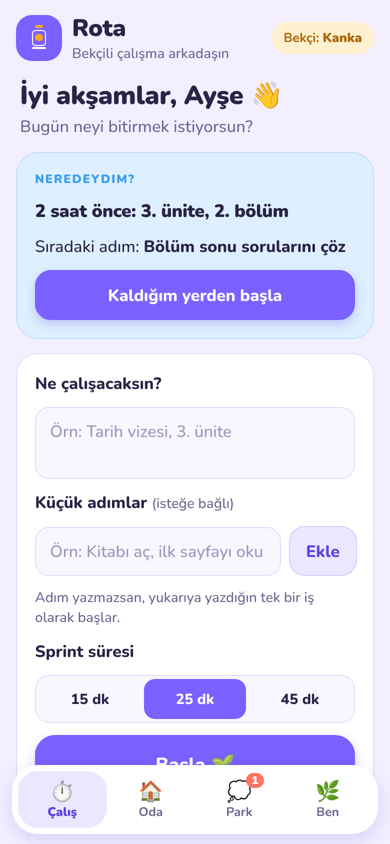 Rota
Bekçili çalışma arkadaşın
Bekçi: Kanka
İyi akşamlar, Ayşe 👋
Bugün neyi bitirmek istiyorsun?
NEREDEYDIM?
2 saat önce: 3. ünite, 2. bölüm
Sıradaki adım: Bölüm sonu sorularını çöz
Kaldığım yerden başla
Ne çalışacaksın?
Örn: Tarih vizesi, 3. ünite
Küçük adımlar (isteğe bağlı)
Örn: Kitabı aç, ilk sayfayı oku
Ekle
Adım yazmazsan, yukarıya yazdığın tek bir iş
olarak başlar.
Sprint süresi
15 dk
25 dk
45 dk
Başla 🌱
1
Çalış
Oda
Park
Ben